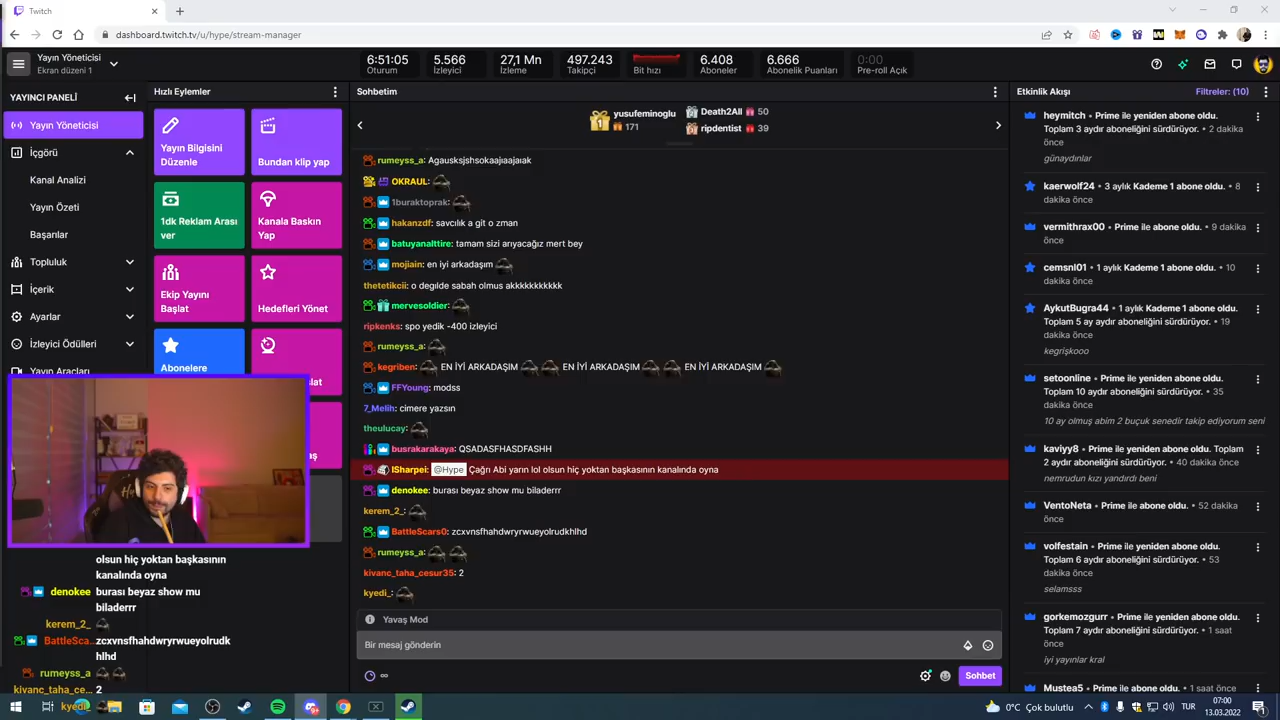 Twitch
dashboard.twitch.tv/u/hype/stream-manager
Yayın Yöneticisi
Ekran düzeni 1
6:51:05
Oturum
5.566
İzleyici
27,1 Mn
İzleme
497.243
Takipçi
Bit hızı
6.408
Aboneler
6.666
Abonelik Puanları
0:00
Pre-roll Açık
YAYINCI PANELİ
Yayın Yöneticisi
İçgörü
Kanal Analizi
Yayın Özeti
Başarılar
Topluluk
İçerik
Ayarlar
İzleyici Ödülleri
Yayın Araçları
Hızlı Eylemler
Yayın Bilgisini
Düzenle
Bundan klip yap
1dk Reklam Arası
ver
Kanala Baskın
Yap
Ekip Yayını
Başlat
Hedefleri Yönet
Abonelere
Sohbetim
1
yusufeminoglu
171
Death2All 50
ripdentist 39
rumeyss_a: Agausksjshsokaajıaajaıak
OKRAUL:
1buraktoprak:
hakanzdf: savcılık a git o zman
batuyanalttire: tamam sizi arıyacağız mert bey
mojiain: en iyi arkadaşım
thetetikcii: o degılde sabah olmus akkkkkkkkkk
mervesoldier:
ripkenks: spo yedik -400 izleyici
rumeyss_a:
kegriben: EN İYİ ARKADAŞIM EN İYİ ARKADAŞIM EN İYİ ARKADAŞIM
FFYoung: modss
7_Melih: cimere yazsın
theulucay:
busrakarakaya: QSADASFHASDFASHH
ISharpei: @Hype Çağrı Abi yarın lol olsun hiç yoktan başkasının kanalında oyna
denokee: burası beyaz show mu biladerrr
kerem_2_:
BattleScars0: zcxvnsfhahdwryrwueyolrudkhlhd
rumeyss_a:
kivanc_taha_cesur35: 2
kyedi_:
Yavaş Mod
Bir mesaj gönderin
∞
Sohbet
Etkinlik Akışı
Filtreler: (10)
heymitch • Prime ile yeniden abone oldu.
Toplam 3 aydır aboneliğini sürdürüyor. • 2 dakika
önce
günaydınlar
kaerwolf24 • 3 aylık Kademe 1 abone oldu. • 8
dakika önce
vermithrax00 • Prime ile abone oldu. • 9 dakika
önce
cemsnl01 • 1 aylık Kademe 1 abone oldu. • 10
dakika önce
AykutBugra44 • 1 aylık Kademe 1 abone oldu.
Toplam 5 ay aydır aboneliğini sürdürüyor. • 19
dakika önce
kegrişkooo
setoonline • Prime ile yeniden abone oldu.
Toplam 10 aydır aboneliğini sürdürüyor. • 35
dakika önce
10 ay olmuş abim 2 buçuk senedir takip ediyorum seni
kaviyy8 • Prime ile yeniden abone oldu. Toplam
2 aydır aboneliğini sürdürüyor. • 40 dakika önce
nemrudun kızı yandırdı beni
VentoNeta • Prime ile abone oldu. • 52 dakika
önce
volfestain • Prime ile yeniden abone oldu.
Toplam 6 aydır aboneliğini sürdürüyor. • 53
dakika önce
selamsss
gorkemozgurr • Prime ile yeniden abone oldu.
Toplam 7 aydır aboneliğini sürdürüyor. • 1 saat
önce
iyi yayınlar kral
Mustea5 • Prime ile abone oldu. • 1 saat önce
olsun hiç yoktan başkasının
kanalında oyna
denokee burası beyaz show mu
biladerrr
kerem_2_
BattleSca... zcxvnsfhahdwryrwueyolrudk
hlhd
rumeyss_a
kivanc_taha_ce... 2
kyedi_
0°C Çok bulutlu
TUR
07:00
13.03.2022